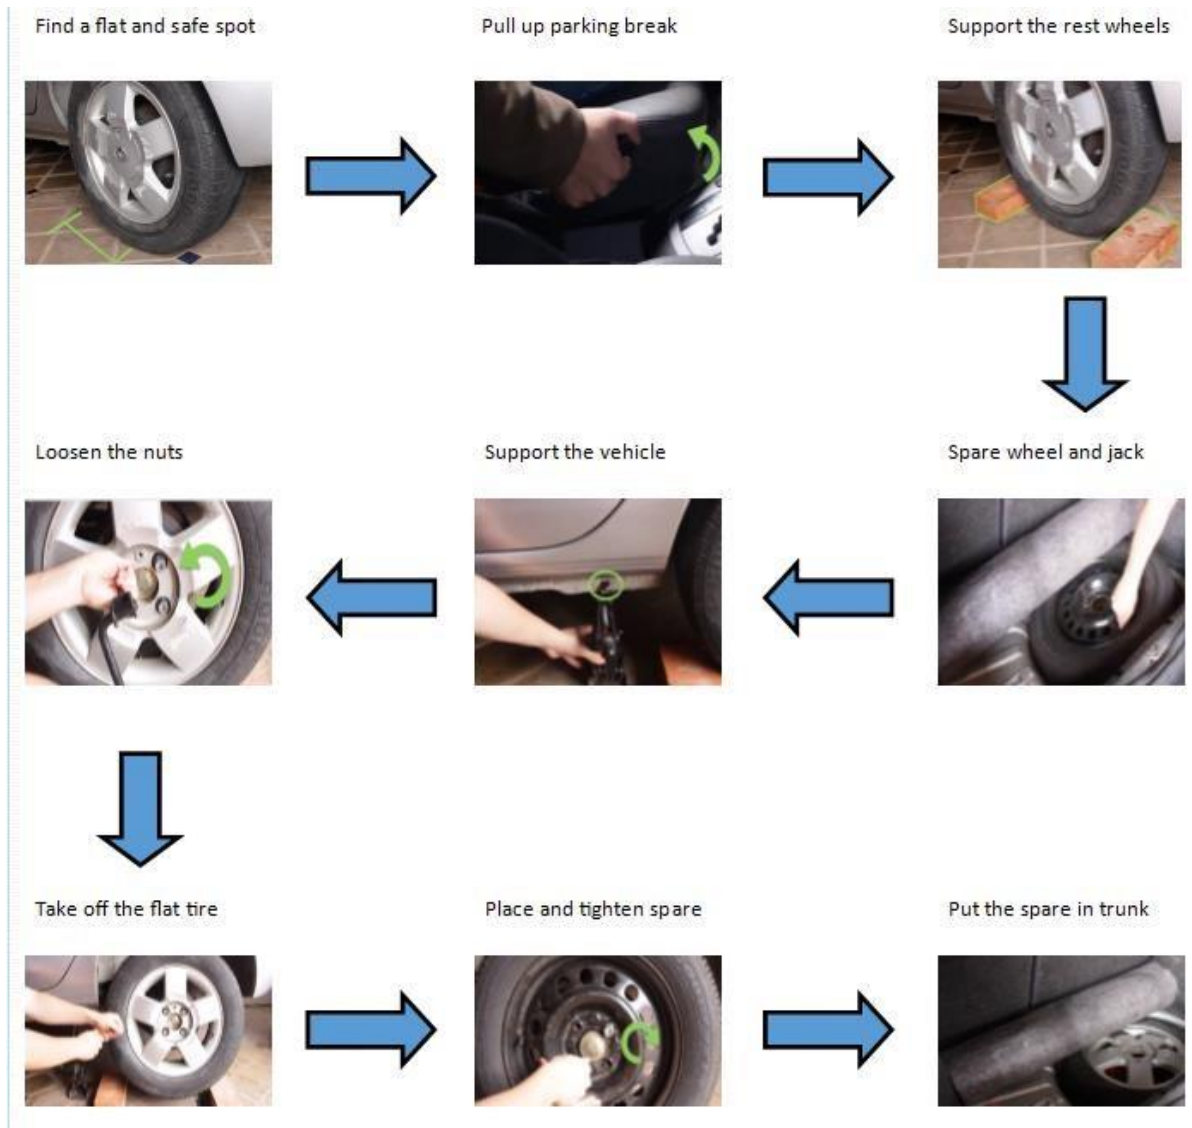 Find a flat and safe spot
Pull up parking break
Support the rest wheels
Loosen the nuts
Support the vehicle
Spare wheel and jack
Take off the flat tire
Place and tighten spare
Put the spare in trunk